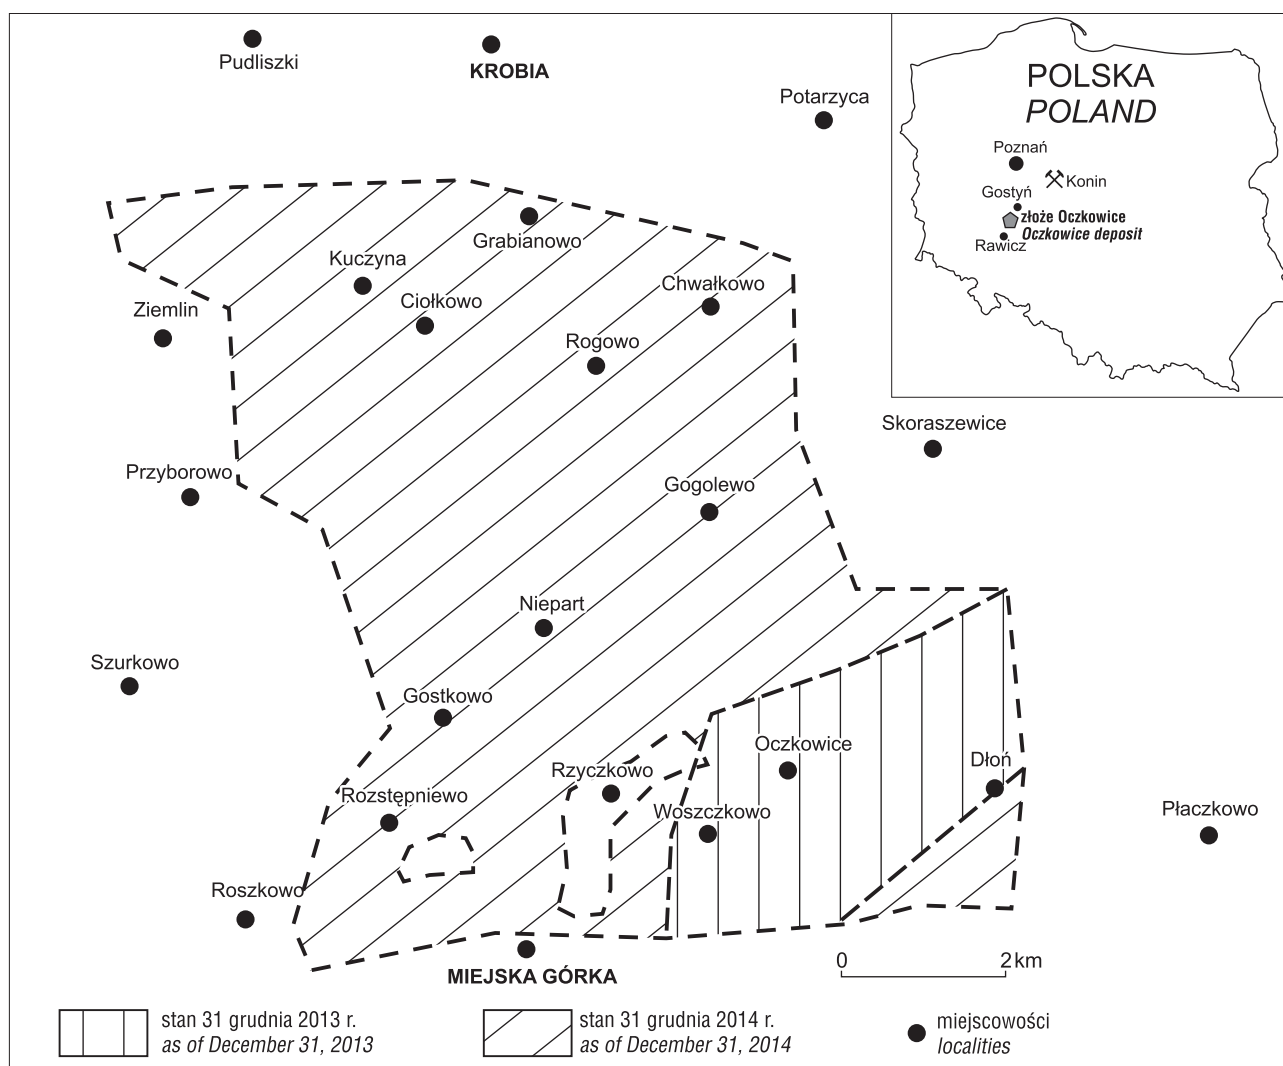 Pudliszki
KROBIA
Potarzyca
POLSKA
POLAND
Poznań
Konin
Gostyń
złoże Oczkowice
Oczkowice deposit
Rawicz
Grabianowo
Kuczyna
Ciołkowo
Chwałkowo
Ziemlin
Rogowo
Skoraszewice
Przyborowo
Gogolewo
Niepart
Szurkowo
Gostkowo
Oczkowice
Rzyczkowo
Dłoń
Rozstępniewo
Woszczkowo
Płaczkowo
Roszkowo
MIEJSKA GÓRKA
0 2 km
stan 31 grudnia 2013 r.
as of December 31, 2013
stan 31 grudnia 2014 r.
as of December 31, 2014
miejscowości
localities